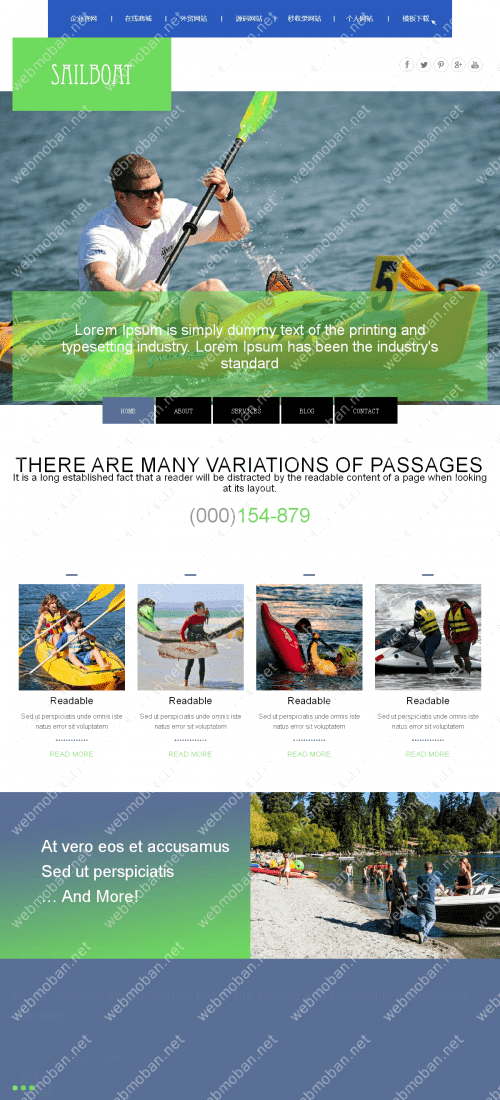 企业官网 | 在线商城 | 外贸网站 | 源码网站 | 秒收录网站 | 个人网站 | 模板下载
SAILBOAT
Lorem Ipsum is simply dummy text of the printing and
typesetting industry. Lorem Ipsum has been the industry's
standard
HOME ABOUT SERVICES BLOG CONTACT
THERE ARE MANY VARIATIONS OF PASSAGES
It is a long established fact that a reader will be distracted by the readable content of a page when looking
at its layout.
(000)154-879
Readable Readable Readable Readable
Sed ut perspiciatis unde omnis iste Sed ut perspiciatis unde omnis iste Sed ut perspiciatis unde omnis iste Sed ut perspiciatis unde omnis iste
natus error sit voluptatem natus error sit voluptatem natus error sit voluptatem natus error sit voluptatem
READ MORE READ MORE READ MORE READ MORE
At vero eos et accusamus
Sed ut perspiciatis
... And More!
5
webmoban.net